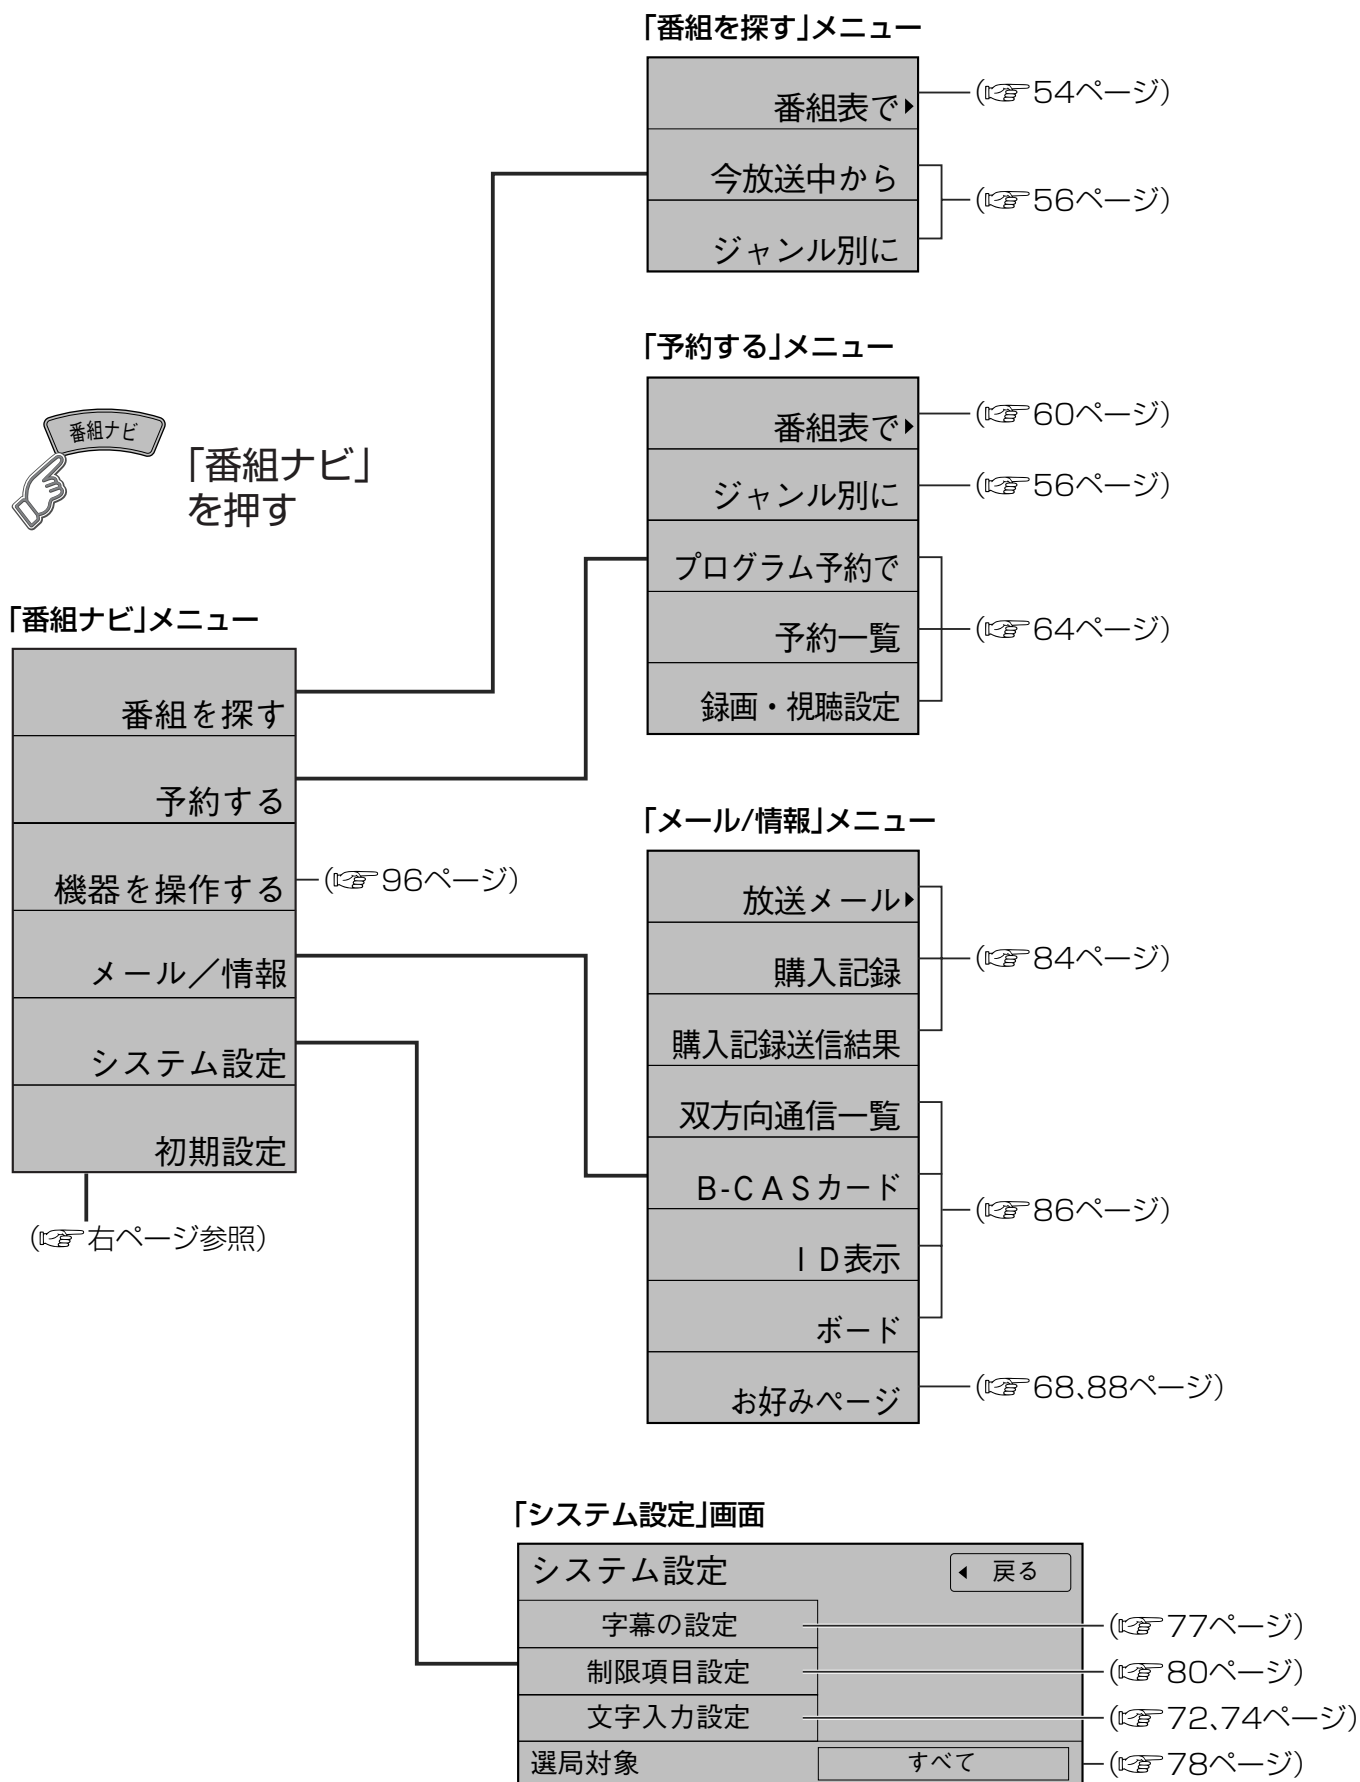 「番組を探す」メニュー
番組表で
(☞54ページ)
今放送中から
ジャンル別に
(☞56ページ)
「予約する」メニュー
番組表で
(☞60ページ)
ジャンル別に
(☞56ページ)
プログラム予約で
予約一覧
(☞64ページ)
録画・視聴設定
番組ナビ
「番組ナビ」
を押す
「番組ナビ」メニュー
番組を探す
予約する
機器を操作する
(☞96ページ)
メール／情報
システム設定
初期設定
(☞右ページ参照)
「メール/情報」メニュー
放送メール
購入記録
(☞84ページ)
購入記録送信結果
双方向通信一覧
B-CASカード
(☞86ページ)
ID表示
ボード
お好みページ
(☞68、88ページ)
「システム設定」画面
システム設定
戻る
字幕の設定
(☞77ページ)
制限項目設定
(☞80ページ)
文字入力設定
(☞72、74ページ)
選局対象
すべて
(☞78ページ)